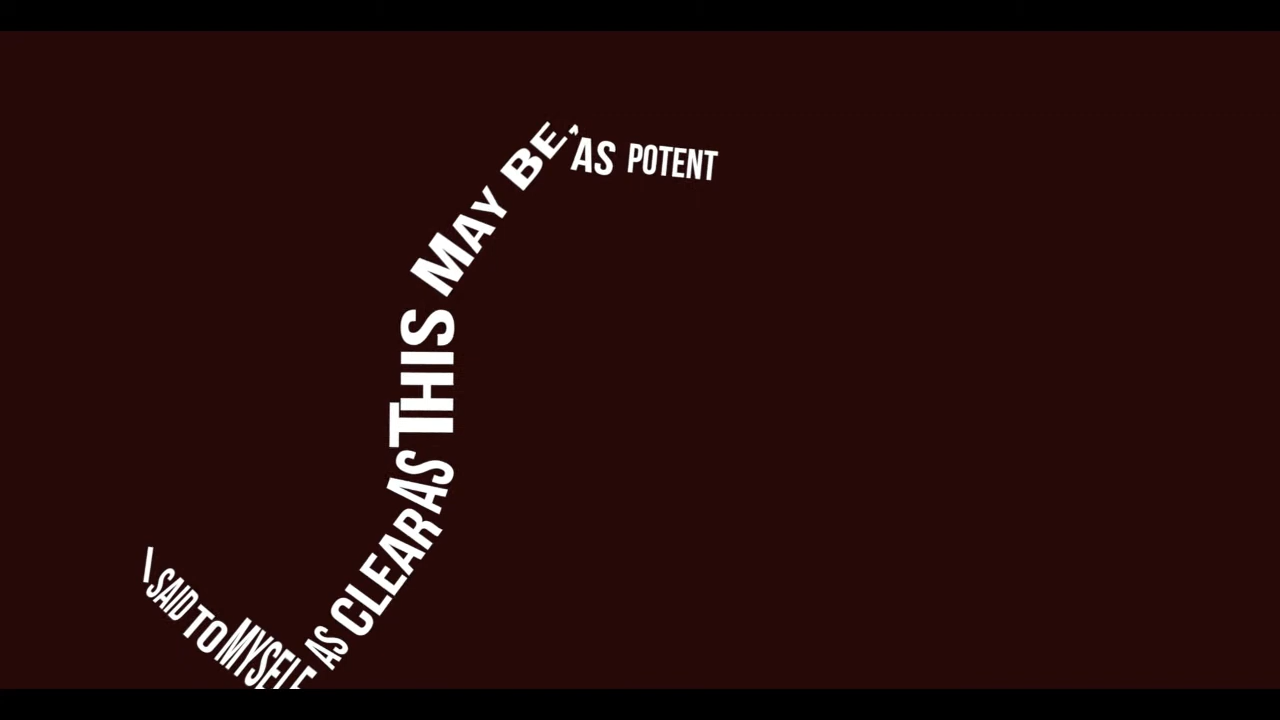 I SAID TO MYSELF
AS CLEAR AS THIS MAY BE,
AS POTENT